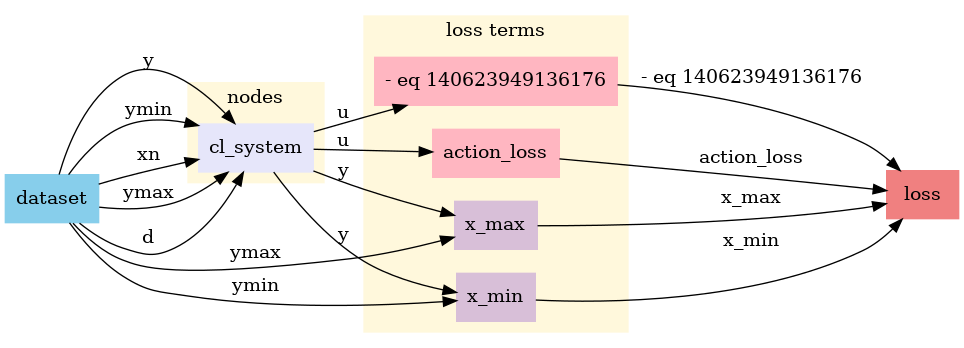 loss terms
- eq 140623949136176
- eq 140623949136176
y
nodes
ymin
u
cl_system
u
action_loss
action_loss
xn
dataset
ymax
y
x_max
x_max
loss
d
y
x_min
ymax
ymin
x_min